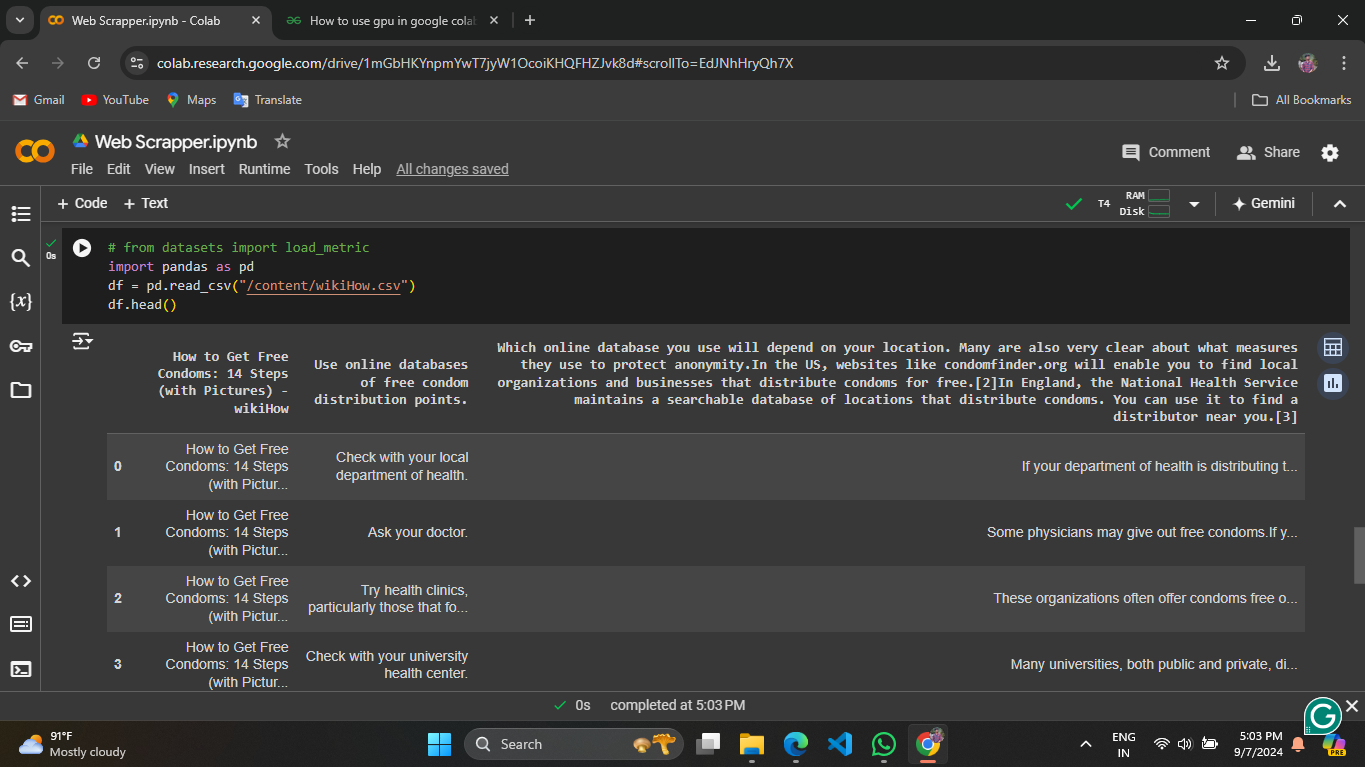 Web Scrapper.ipynb - Colab
How to use gpu in google cola
colab.research.google.com/drive/1mGbHKYnpmYwT7jyW1OcoiKHQFHZJvk8d#scrollTo=EdJNhHryQh7X
Gmail YouTube Maps Translate All Bookmarks
Web Scrapper.ipynb
File Edit View Insert Runtime Tools Help All changes saved
Comment Share
+ Code + Text
T4 RAM Disk Gemini
0s
# from datasets import load_metric
import pandas as pd
df = pd.read_csv("/content/wikiHow.csv")
df.head()
How to Get Free
Condoms: 14 Steps
(with Pictures) -
wikiHow
Use online databases
of free condom
distribution points.
Which online database you use will depend on your location. Many are also very clear about what measures
they use to protect anonymity.In the US, websites like condomfinder.org will enable you to find local
organizations and businesses that distribute condoms for free.[2]In England, the National Health Service
maintains a searchable database of locations that distribute condoms. You can use it to find a
distributor near you.[3]
0
How to Get Free
Condoms: 14 Steps
(with Pictur...
Check with your local
department of health.
If your department of health is distributing t...
1
How to Get Free
Condoms: 14 Steps
(with Pictur...
Ask your doctor.
Some physicians may give out free condoms.If y...
2
How to Get Free
Condoms: 14 Steps
(with Pictur...
Try health clinics,
particularly those that fo...
These organizations often offer condoms free o...
3
How to Get Free
Condoms: 14 Steps
(with Pictur...
Check with your university
health center.
Many universities, both public and private, di...
0s completed at 5:03 PM
91°F
Mostly cloudy
Search
ENG
IN
5:03 PM
9/7/2024
PRE